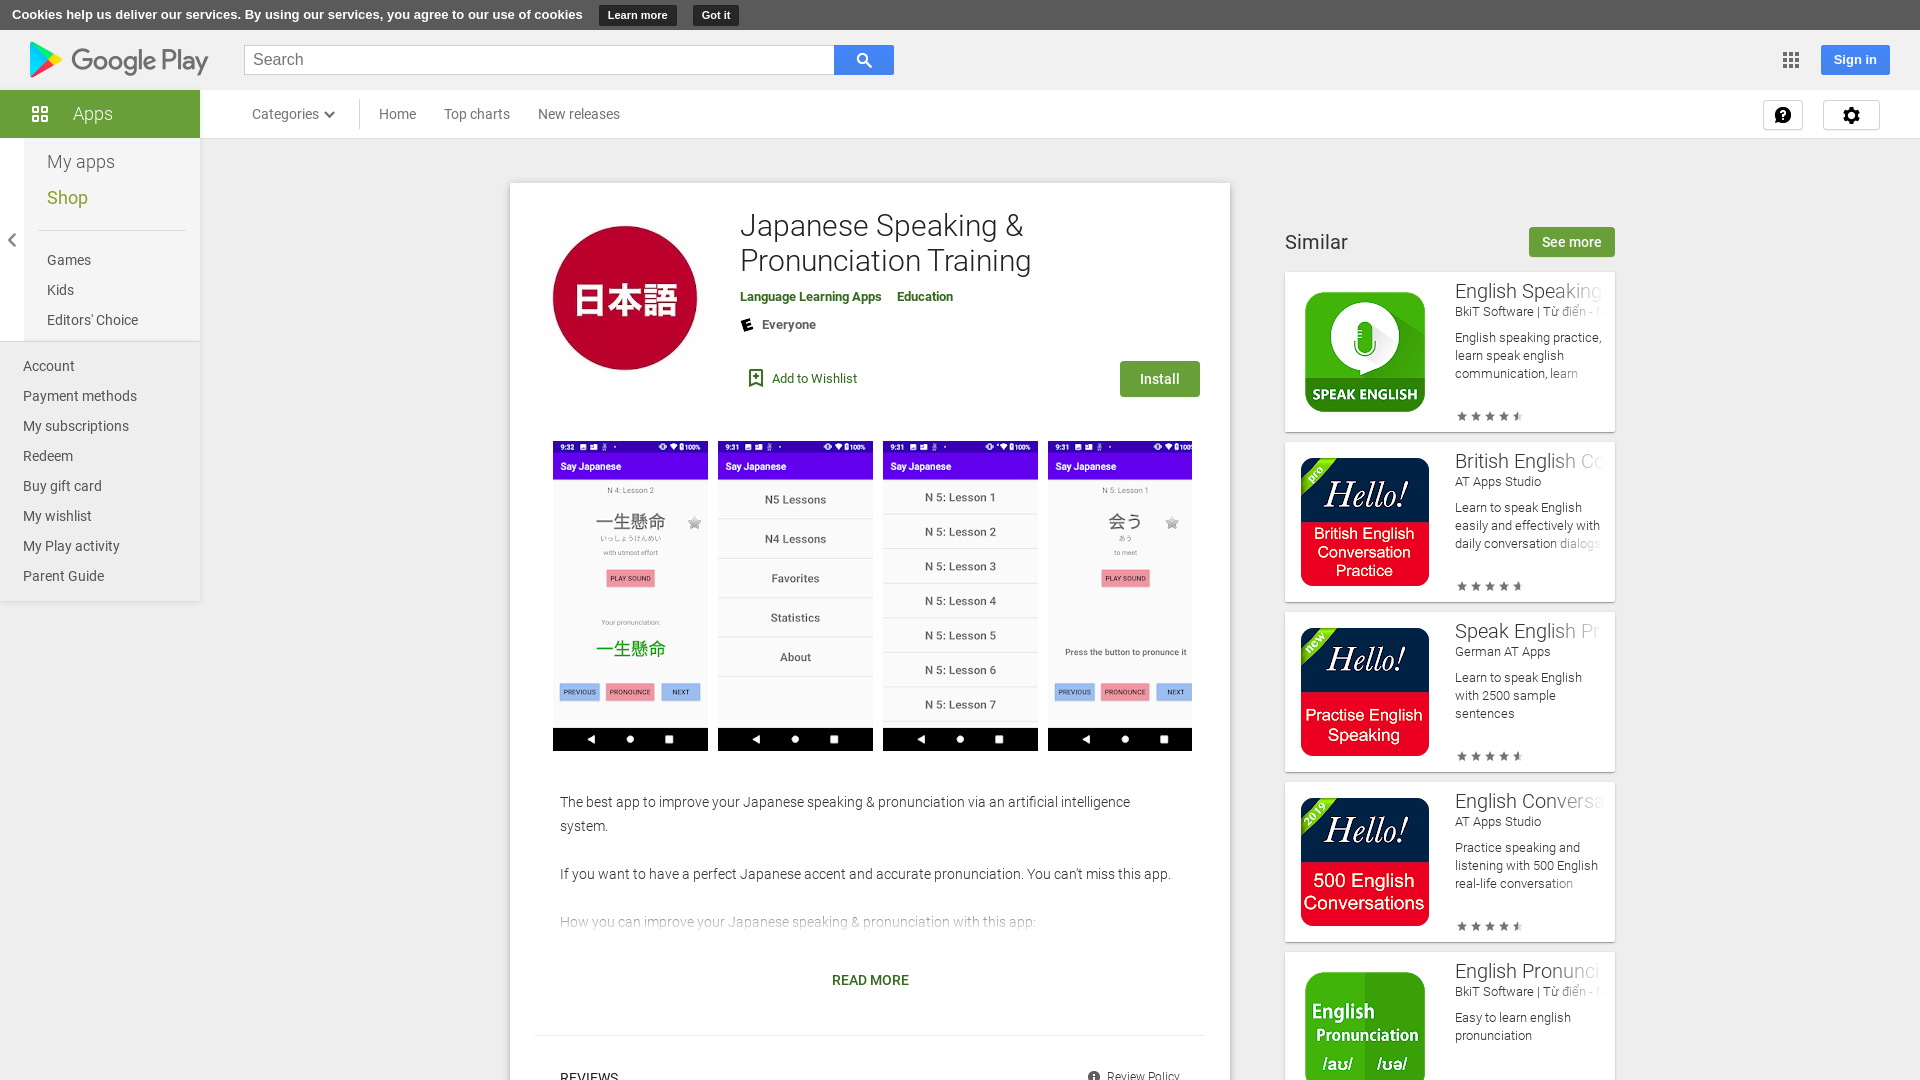 Cookies help us deliver our services. By using our services, you agree to our use of cookies Learn more Got it
Google Play
Search
Sign in
Apps
Categories Home Top charts New releases
My apps
Shop
Games
Kids
Editors' Choice
Account
Payment methods
My subscriptions
Redeem
Buy gift card
My wishlist
My Play activity
Parent Guide
日本語
Japanese Speaking &
Pronunciation Training
Language Learning Apps Education
Everyone
Add to Wishlist
Install
9:32 100%
Say Japanese
N 4: Lesson 2
一生懸命
いっしょうけんめい
with utmost effort
PLAY SOUND
Your pronunciation:
一生懸命
PREVIOUS PRONOUNCE NEXT
9:31 100%
Say Japanese
N5 Lessons
N4 Lessons
Favorites
Statistics
About
9:31 100%
Say Japanese
N 5: Lesson 1
N 5: Lesson 2
N 5: Lesson 3
N 5: Lesson 4
N 5: Lesson 5
N 5: Lesson 6
N 5: Lesson 7
9:31
Say Japanese
N 5: Lesson 1
会う
あう
to meet
PLAY SOUND
Press the button to pronunce it
PREVIOUS PRONOUNCE NEXT
The best app to improve your Japanese speaking & pronunciation via an artificial intelligence
system.
If you want to have a perfect Japanese accent and accurate pronunciation. You can't miss this app.
How you can improve your Japanese speaking & pronunciation with this app:
READ MORE
REVIEWS
Review Policy
Similar
See more
SPEAK ENGLISH
English Speaking
BkiT Software | Từ điển -
English speaking practice,
learn speak english
communication, learn
pro
Hello!
British English
Conversation
Practice
British English Co
AT Apps Studio
Learn to speak English
easily and effectively with
daily conversation dialogs
new
Hello!
Practise English
Speaking
Speak English Pr
German AT Apps
Learn to speak English
with 2500 sample
sentences
2019
Hello!
500 English
Conversations
English Conversa
AT Apps Studio
Practice speaking and
listening with 500 English
real-life conversation
English
Pronunciation
/aʊ/ /ʊə/
English Pronunci
BkiT Software | Từ điển -
Easy to learn english
pronunciation